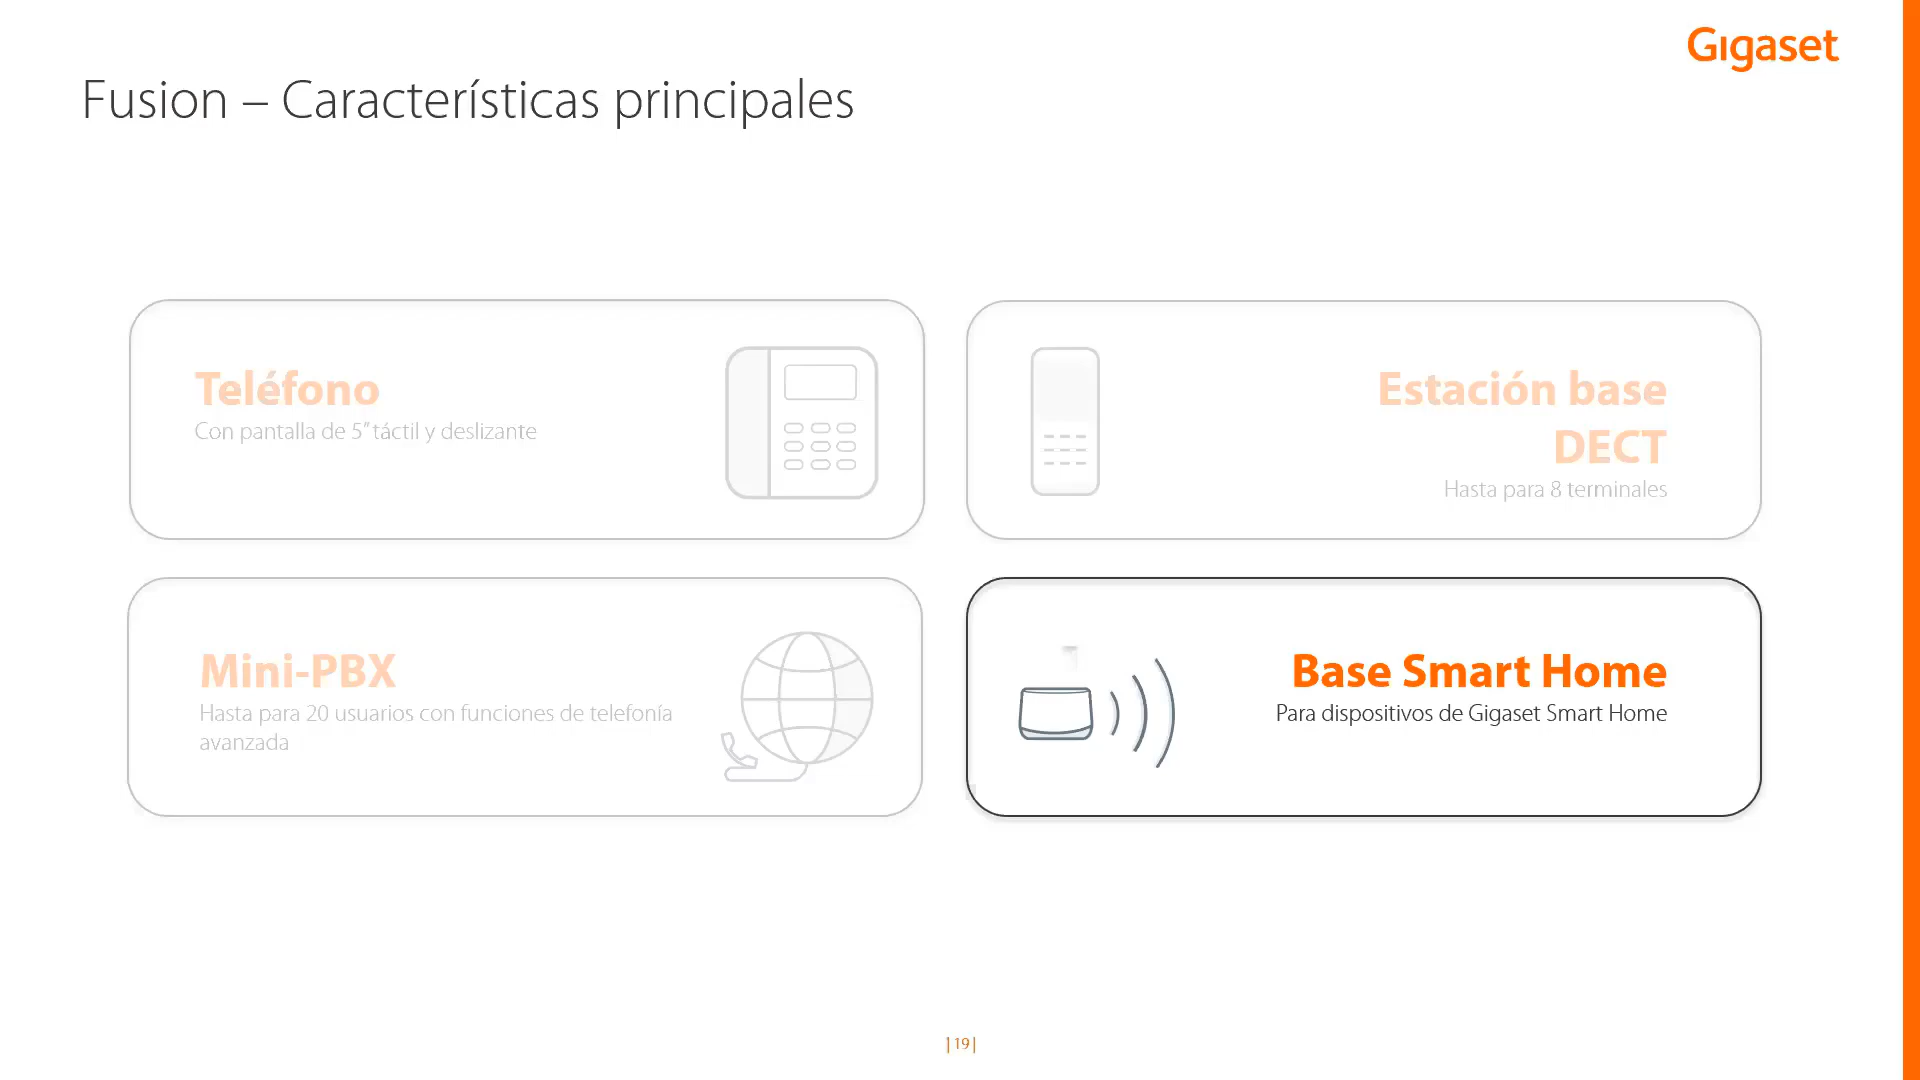 Gigaset
Fusion – Características principales
Teléfono
Con pantalla de 5” táctil y deslizante
Estación base
DECT
Hasta para 8 terminales
Mini-PBX
Hasta para 20 usuarios con funciones de telefonía
avanzada
Base Smart Home
Para dispositivos de Gigaset Smart Home
| 19 |